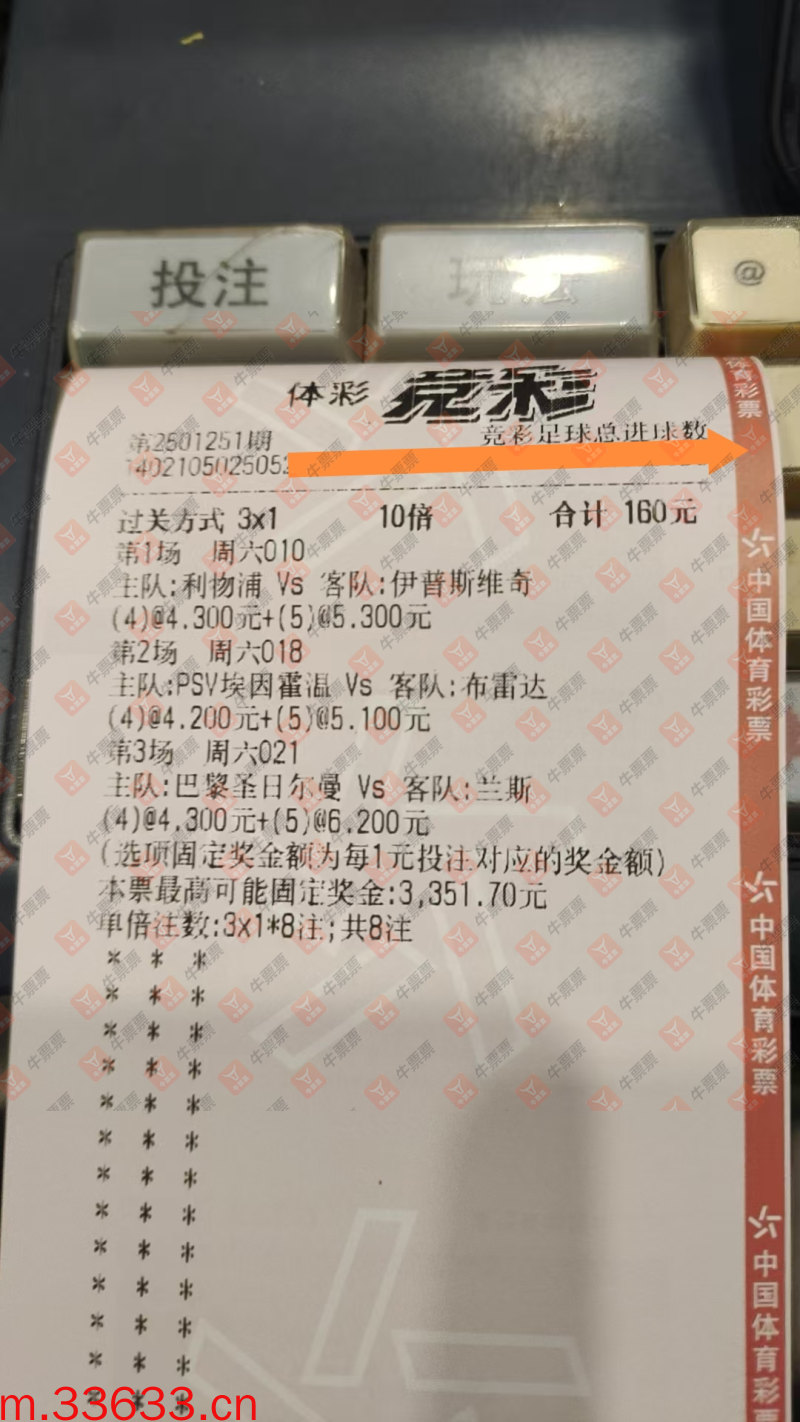 投注
玩法
@
体彩 竞彩
第2501251期
竞彩足球总进球数
1402105025052
过关方式 3x1 10倍 合计 160元
第1场 周六010
主队:利物浦 Vs 客队:伊普斯维奇
(4)@4.300元+(5)@5.300元
第2场 周六018
主队:PSV埃因霍温 Vs 客队:布雷达
(4)@4.200元+(5)@5.100元
第3场 周六021
主队:巴黎圣日尔曼 Vs 客队:兰斯
(4)@4.300元+(5)@6.200元
(选项固定奖金额为每1元投注对应的奖金额)
本票最高可能固定奖金:3,351.70元
单倍注数:3x1*8注;共8注
体育彩票
中国体育彩票
中国体育彩票
中国体育彩票
牛票票
m.33633.cn